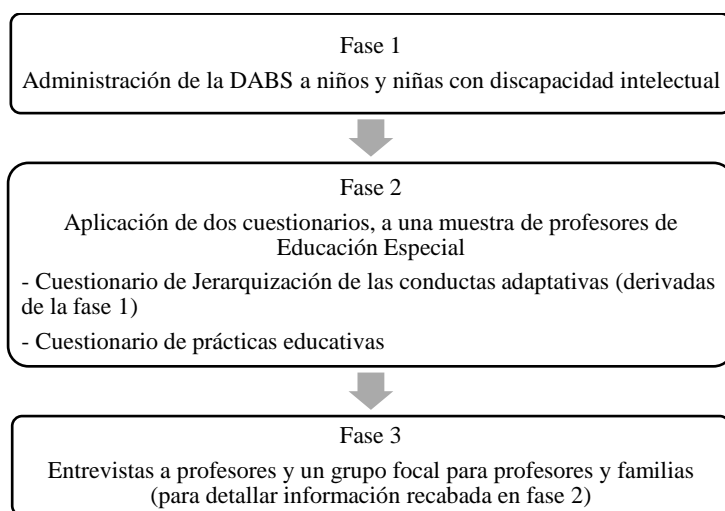 Fase 1
Administración de la DABS a niños y niñas con discapacidad intelectual
Fase 2
Aplicación de dos cuestionarios, a una muestra de profesores de
Educación Especial
- Cuestionario de Jerarquización de las conductas adaptativas (derivadas
de la fase 1)
- Cuestionario de prácticas educativas
Fase 3
Entrevistas a profesores y un grupo focal para profesores y familias
(para detallar información recabada en fase 2)